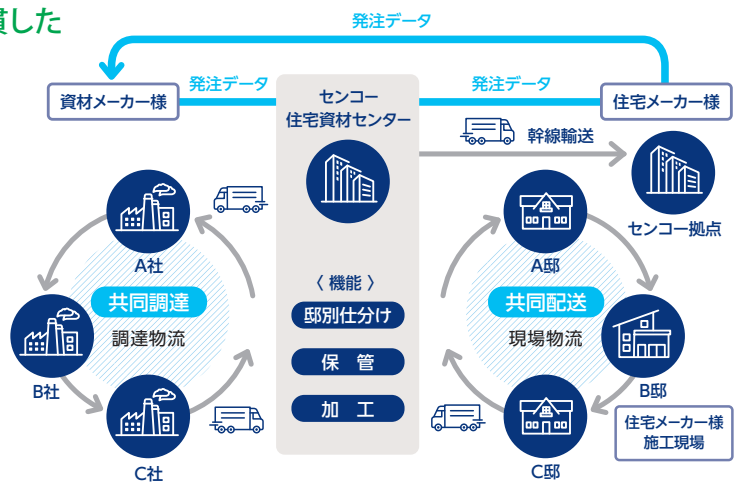 貫した
発注データ
資材メーカー様
発注データ
センコー
住宅資材センター
発注データ
住宅メーカー様
幹線輸送
センコー拠点
A社
共同調達
調達物流
B社
C社
〈 機能 〉
邸別仕分け
保　管
加　工
A邸
共同配送
現場物流
B邸
住宅メーカー様
施工現場
C邸